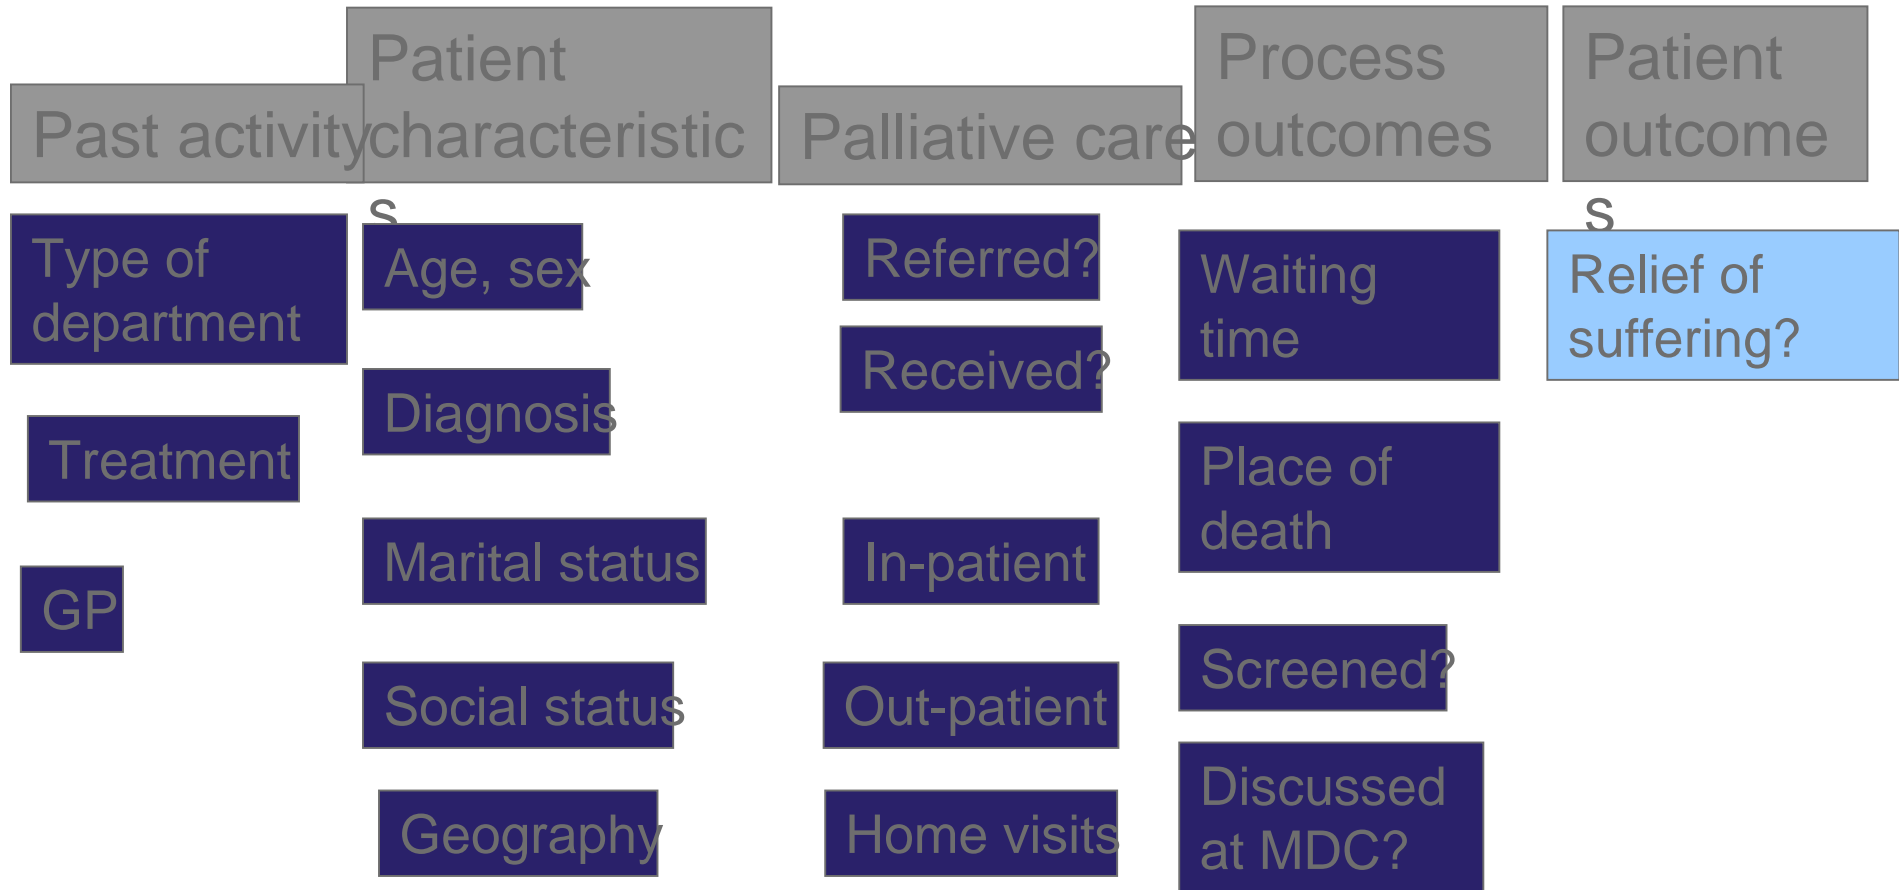 Past activity
Patient
characteristic
s
Palliative care
Process
outcomes
Patient
outcome
s
Type of
department
Treatment
GP
Age, sex
Diagnosis
Marital status
Social status
Geography
Referred?
Received?
In-patient
Out-patient
Home visits
Waiting
time
Place of
death
Screened?
Discussed
at MDC?
Relief of
suffering?